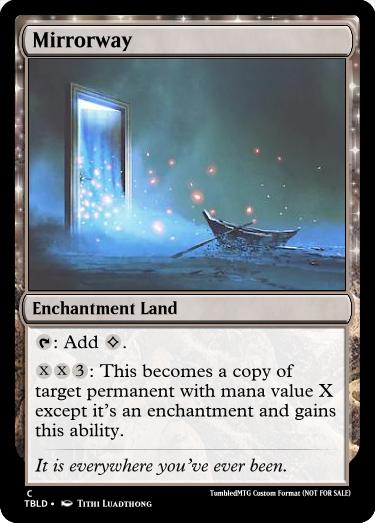 Mirrorway
Enchantment Land
: Add .
X X 3: This becomes a copy of
target permanent with mana value X
except it's an enchantment and gains
this ability.
It is everywhere you've ever been.
C
TBLD • TITHI LUADTHONG
TumbledMTG Custom Format (NOT FOR SALE)